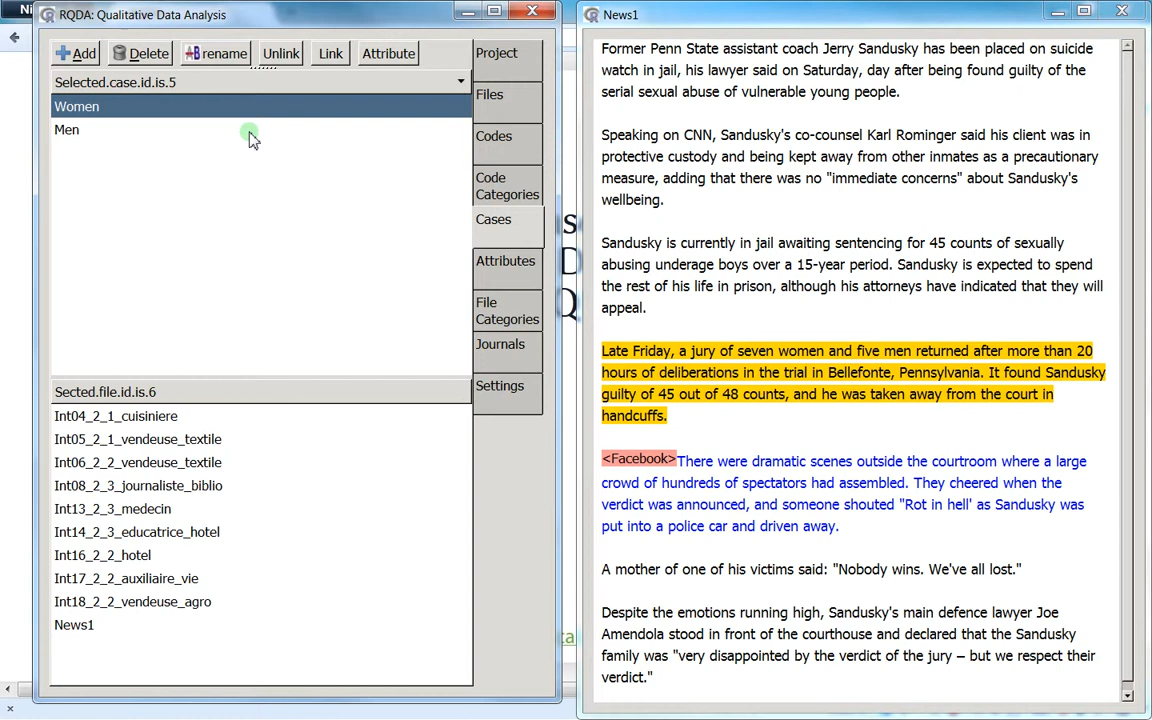 Ni
RQDA: Qualitative Data Analysis
Add
Delete
rename
Unlink
Link
Attribute
Selected.case.id.is.5
Women
Men
Project
Files
Codes
Code
Categories
Cases
Attributes
File
Categories
Journals
Settings
Sected.file.id.is.6
Int04_2_1_cuisiniere
Int05_2_1_vendeuse_textile
Int06_2_2_vendeuse_textile
Int08_2_3_journaliste_biblio
Int13_2_3_medecin
Int14_2_3_educatrice_hotel
Int16_2_2_hotel
Int17_2_2_auxiliaire_vie
Int18_2_2_vendeuse_agro
News1
News1
Former Penn State assistant coach Jerry Sandusky has been placed on suicide
watch in jail, his lawyer said on Saturday, day after being found guilty of the
serial sexual abuse of vulnerable young people.
Speaking on CNN, Sandusky's co-counsel Karl Rominger said his client was in
protective custody and being kept away from other inmates as a precautionary
measure, adding that there was no "immediate concerns" about Sandusky's
wellbeing.
Sandusky is currently in jail awaiting sentencing for 45 counts of sexually
abusing underage boys over a 15-year period. Sandusky is expected to spend
the rest of his life in prison, although his attorneys have indicated that they will
appeal.
Late Friday, a jury of seven women and five men returned after more than 20
hours of deliberations in the trial in Bellefonte, Pennsylvania. It found Sandusky
guilty of 45 out of 48 counts, and he was taken away from the court in
handcuffs.
<Facebook>There were dramatic scenes outside the courtroom where a large
crowd of hundreds of spectators had assembled. They cheered when the
verdict was announced, and someone shouted "Rot in hell' as Sandusky was
put into a police car and driven away.
A mother of one of his victims said: "Nobody wins. We've all lost."
Despite the emotions running high, Sandusky's main defence lawyer Joe
Amendola stood in front of the courthouse and declared that the Sandusky
family was "very disappointed by the verdict of the jury – but we respect their
verdict."